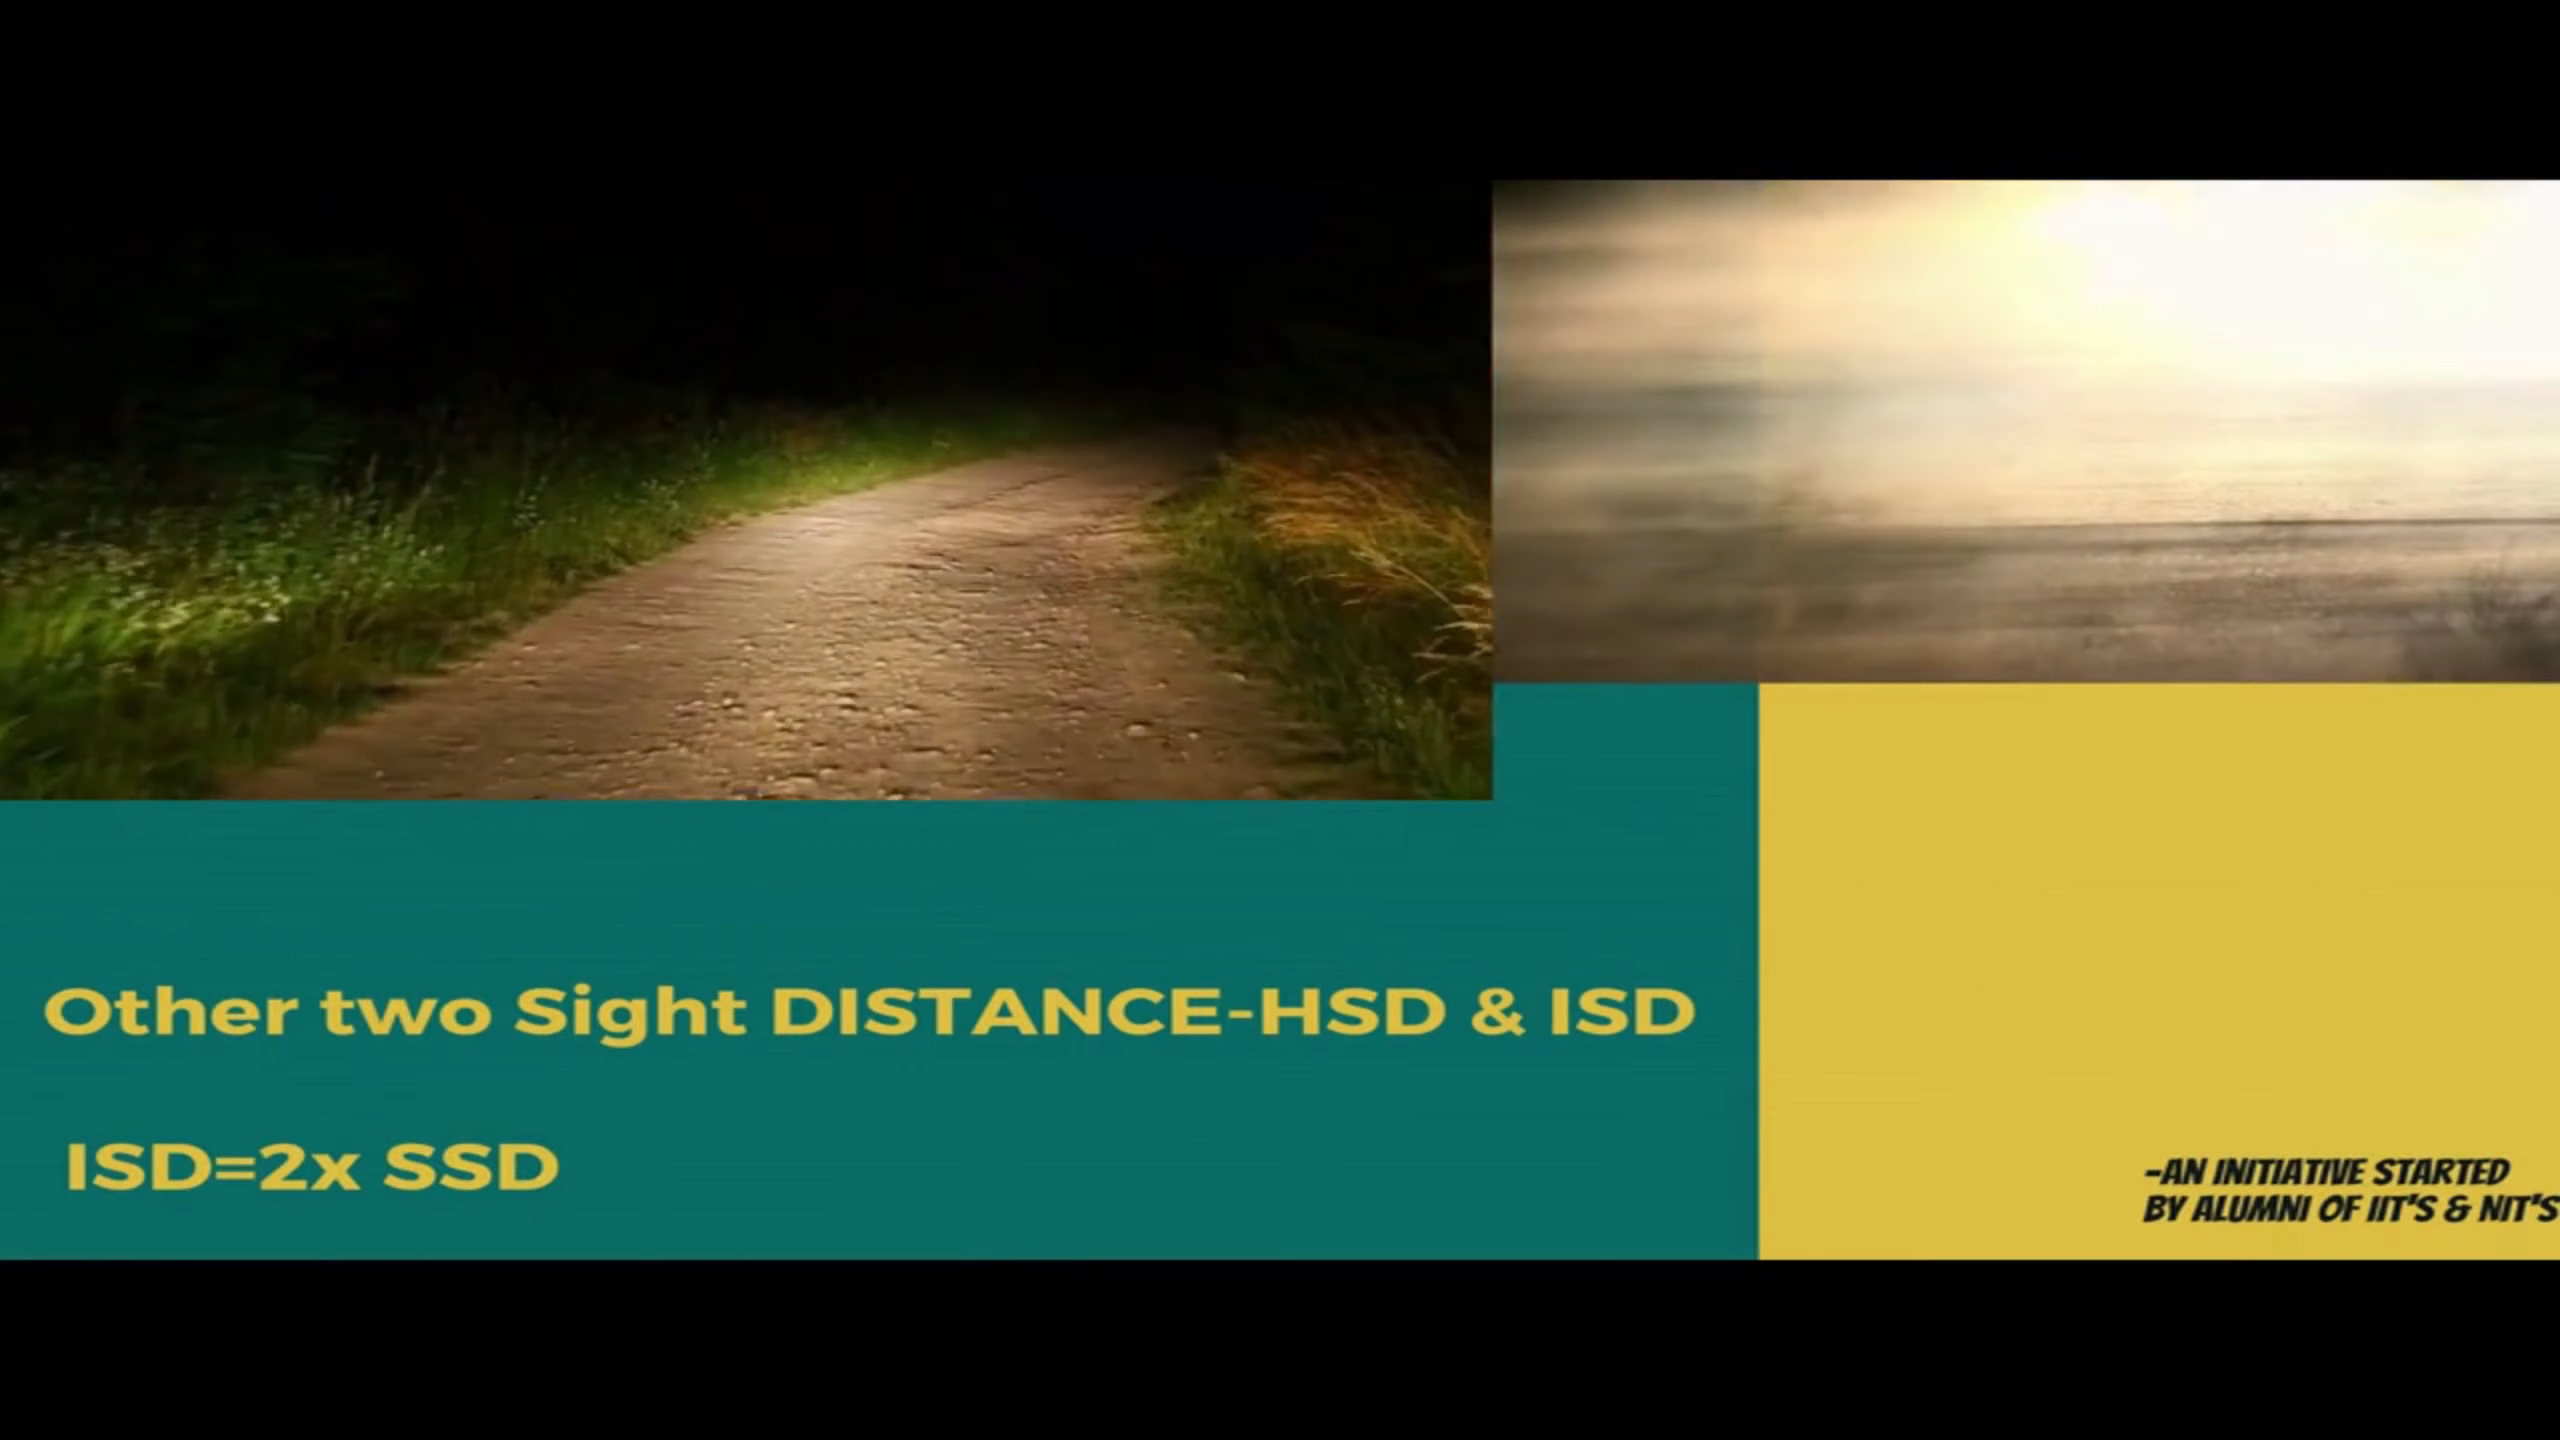 Other two Sight DISTANCE-HSD & ISD
ISD=2x SSD
-AN INITIATIVE STARTED
BY ALUMNI OF IIT'S & NIT'S